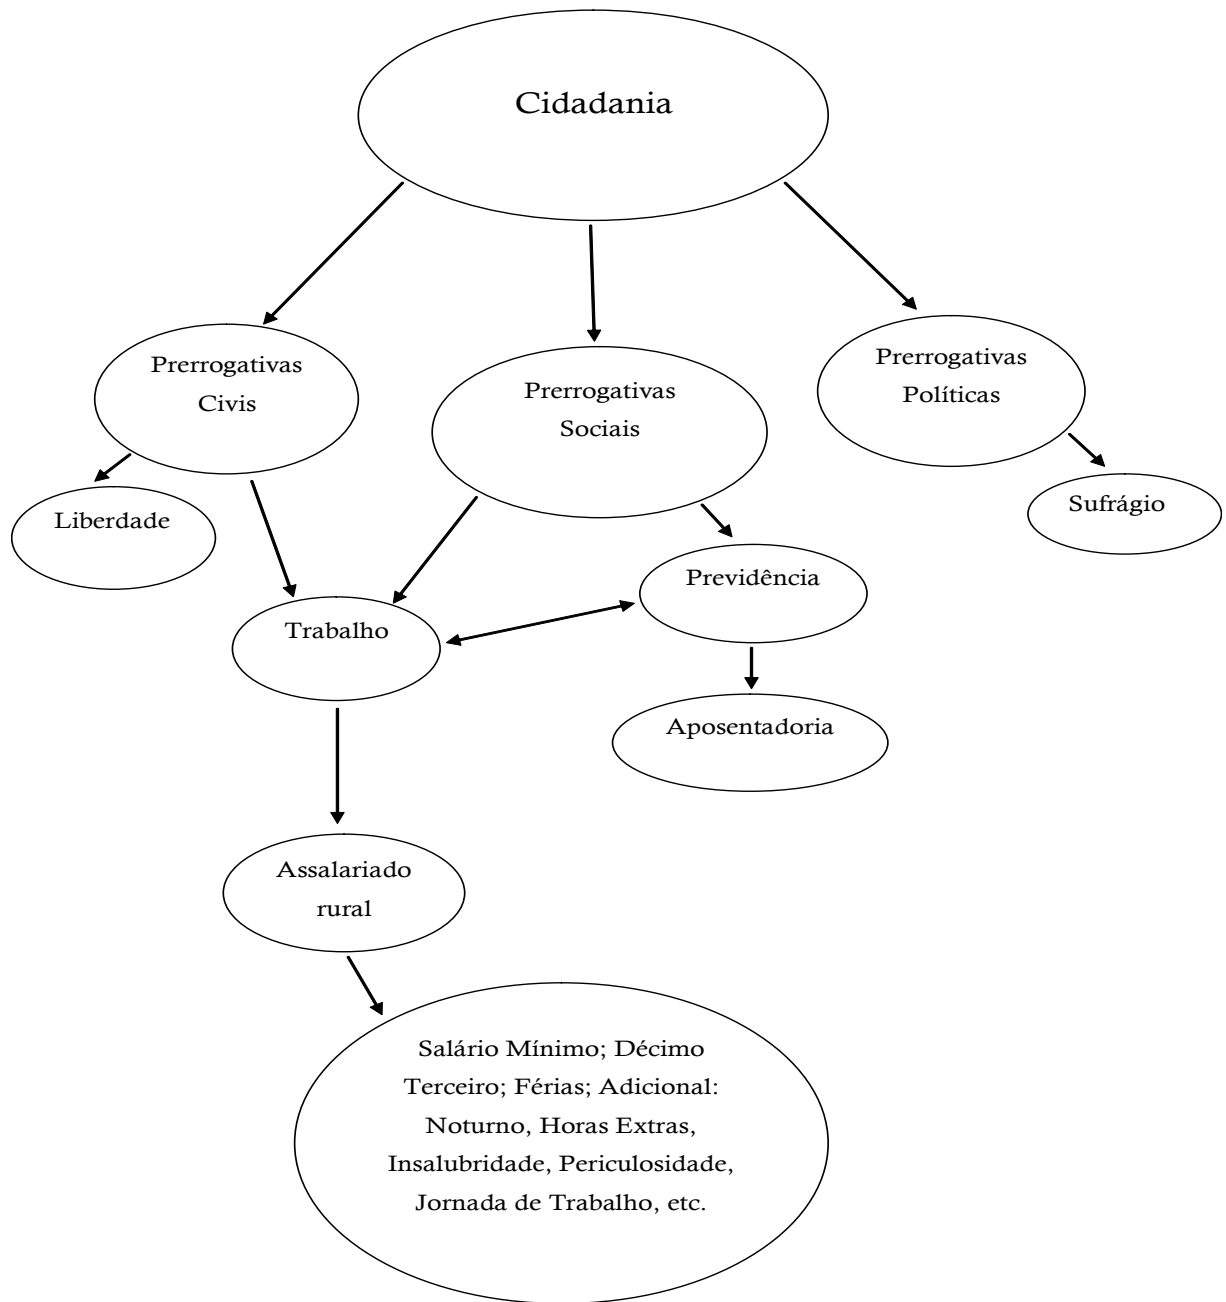 Cidadania
Prerrogativas
Civis
Prerrogativas
Sociais
Prerrogativas
Políticas
Liberdade
Sufrágio
Trabalho
Previdência
Aposentadoria
Assalariado
rural
Salário Mínimo; Décimo
Terceiro; Férias; Adicional:
Noturno, Horas Extras,
Insalubridade, Periculosidade,
Jornada de Trabalho, etc.